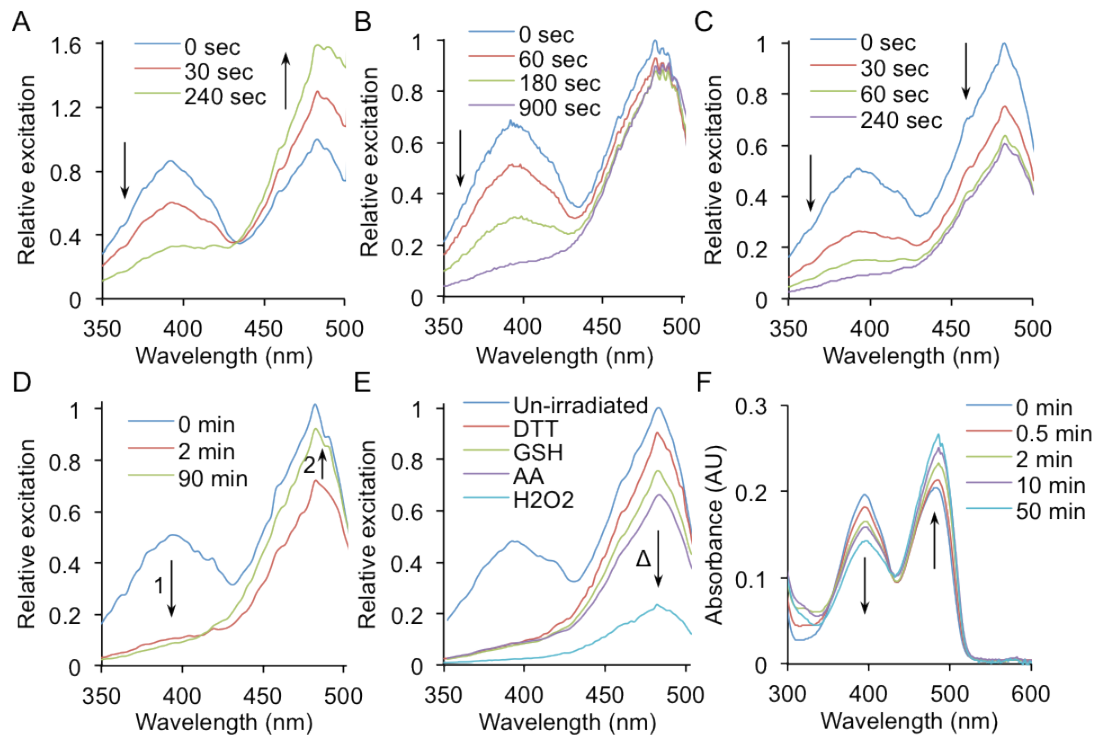 A
1.6
1.2
0.8
0.4
0
Relative excitation
0 sec
30 sec
240 sec
350 400 450 500
Wavelength (nm)
B
1
0.8
0.6
0.4
0.2
0
Relative excitation
0 sec
60 sec
180 sec
900 sec
350 400 450 500
Wavelength (nm)
C
1
0.8
0.6
0.4
0.2
0
Relative excitation
0 sec
30 sec
60 sec
240 sec
350 400 450 500
Wavelength (nm)
D
1
0.8
0.6
0.4
0.2
0
Relative excitation
0 min
2 min
90 min
1
2
350 400 450 500
Wavelength (nm)
E
1
0.8
0.6
0.4
0.2
0
Relative excitation
Un-irradiated
DTT
GSH
AA
H2O2
Δ
350 400 450 500
Wavelength (nm)
F
0.3
0.2
0.1
0
Absorbance (AU)
0 min
0.5 min
2 min
10 min
50 min
300 400 500 600
Wavelength (nm)